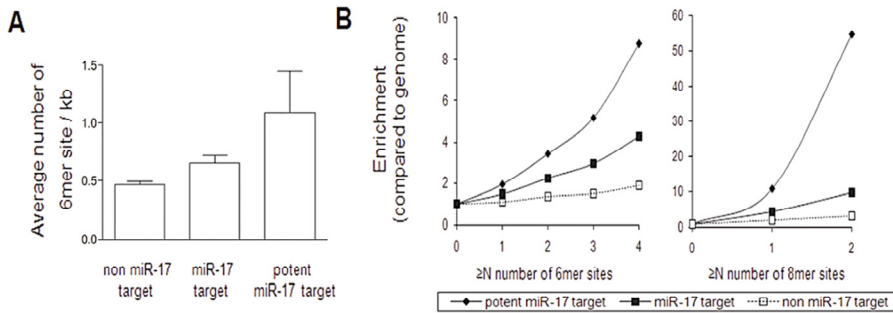 A
Average number of
6mer site / kb
1.5
1.0
0.5
0.0
non miR-17
target
miR-17
target
potent
miR-17 target
B
Enrichment
(compared to genome)
10
8
6
4
2
0
0 1 2 3 4
≥N number of 6mer sites
60
50
40
30
20
10
0
0 1 2
≥N number of 8mer sites
potent miR-17 target miR-17 target non miR-17 target